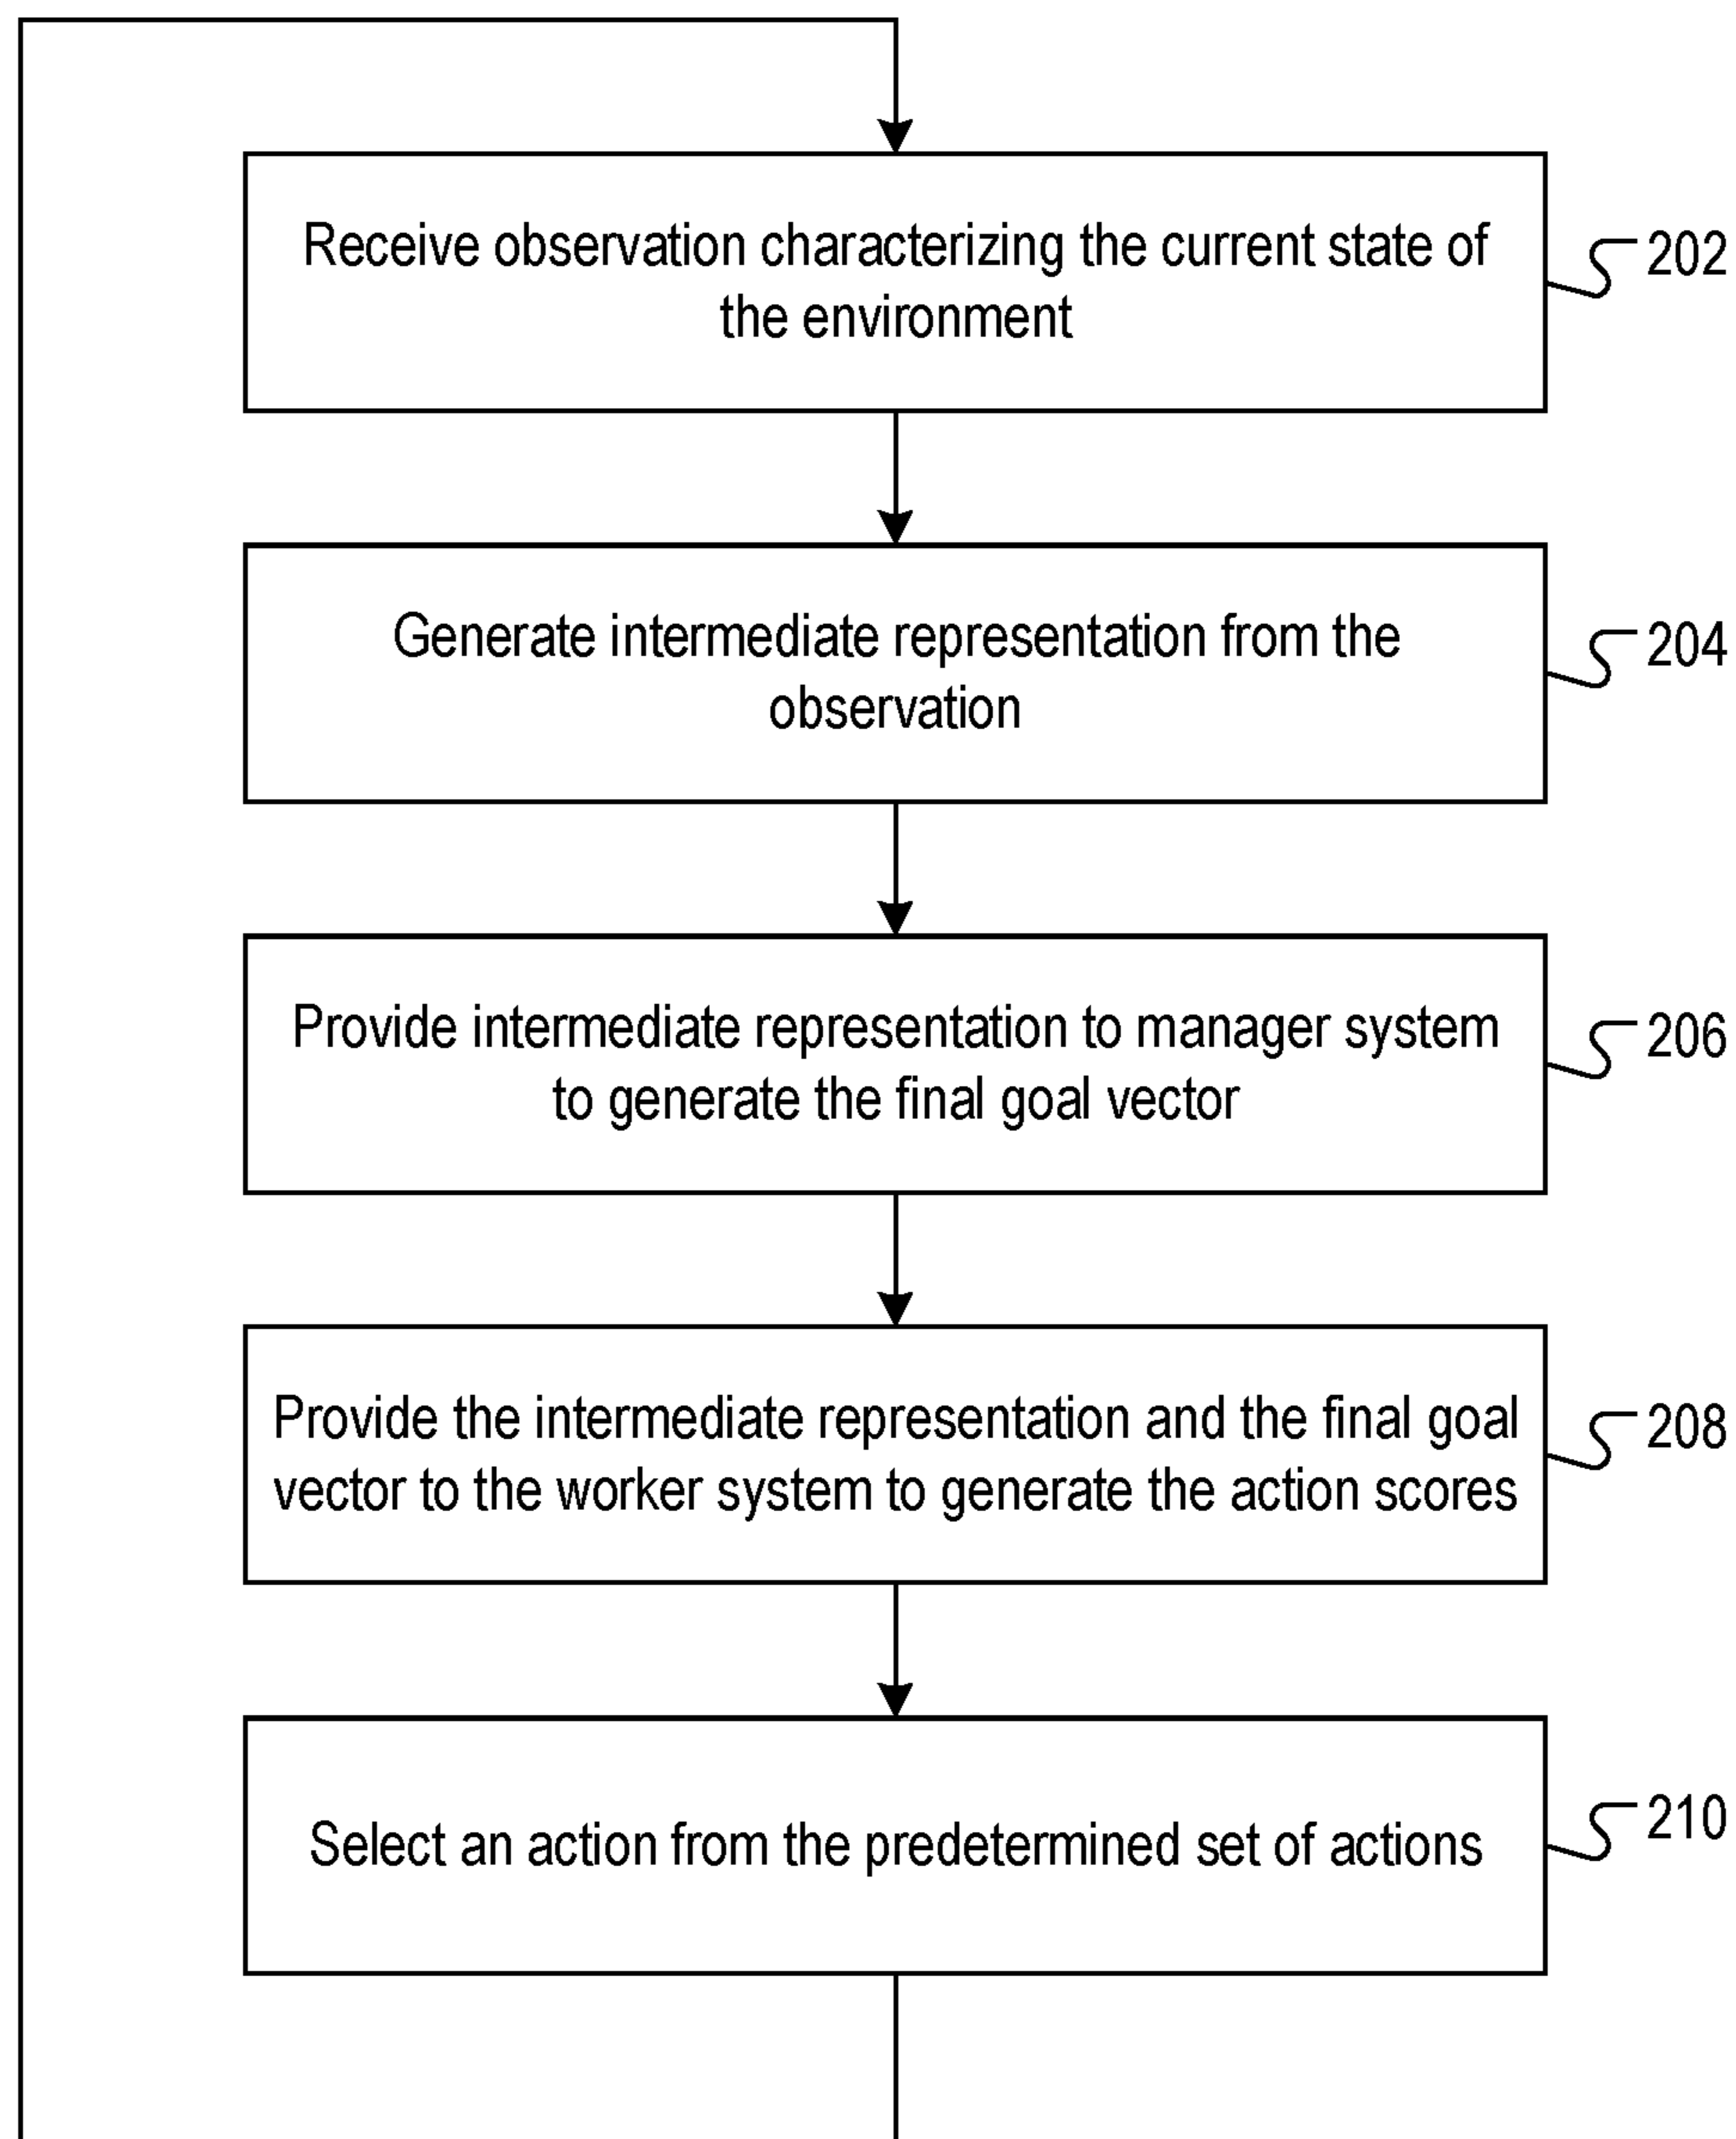 Receive observation characterizing the current state of
the environment
202
Generate intermediate representation from the
observation
204
Provide intermediate representation to manager system
to generate the final goal vector
206
Provide the intermediate representation and the final goal
vector to the worker system to generate the action scores
208
Select an action from the predetermined set of actions
210